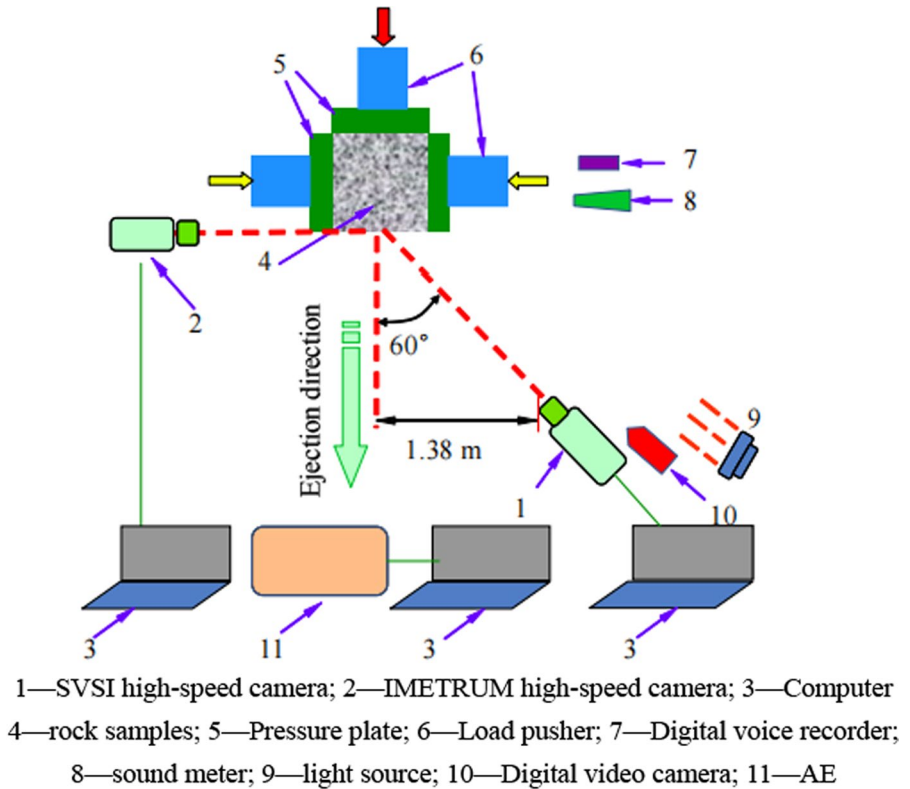 5
6
7
8
4
2
Ejection direction
60°
1.38 m
9
1
10
3
11
3
3
1—SVSI high-speed camera; 2—IMETRUM high-speed camera; 3—Computer
4—rock samples; 5—Pressure plate; 6—Load pusher; 7—Digital voice recorder;
8—sound meter; 9—light source; 10—Digital video camera; 11—AE